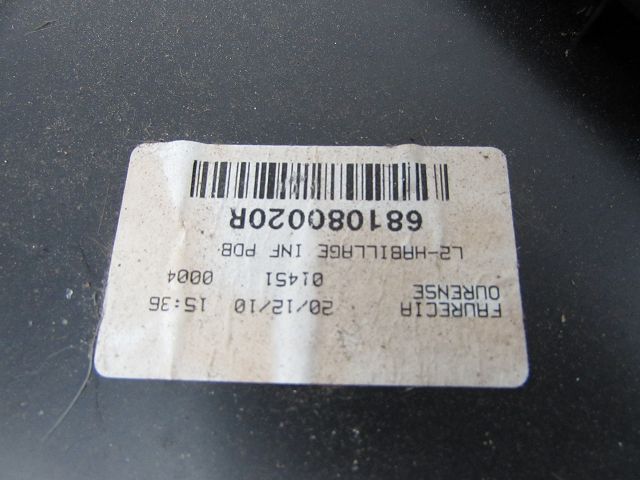 FAURECIA 20/12/10 15:36
OURENSE 01451 0004
L2-HABILLAGE INF PDB
681080020R